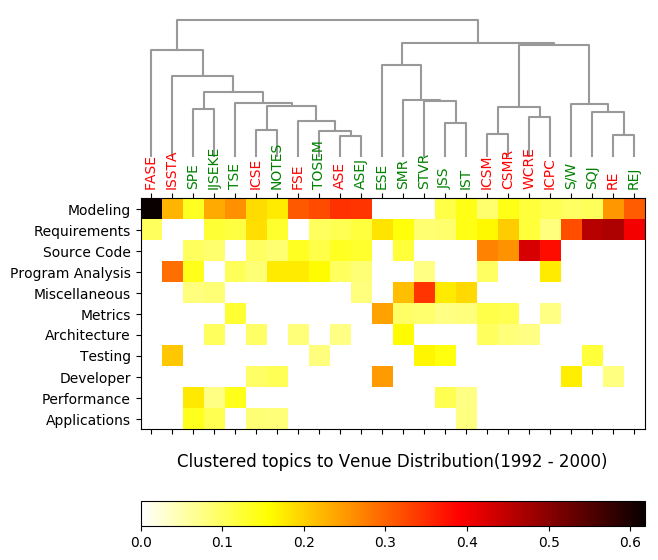 FASE ISSTA SPE IJSEKE TSE ICSE NOTES FSE TOSEM ASE ASEJ ESE SMR STVR JSS IST ICSM CSMR WCRE ICPC S/W SQJ RE REJ
Modeling
Requirements
Source Code
Program Analysis
Miscellaneous
Metrics
Architecture
Testing
Developer
Performance
Applications
Clustered topics to Venue Distribution(1992 - 2000)
0.0 0.1 0.2 0.3 0.4 0.5 0.6